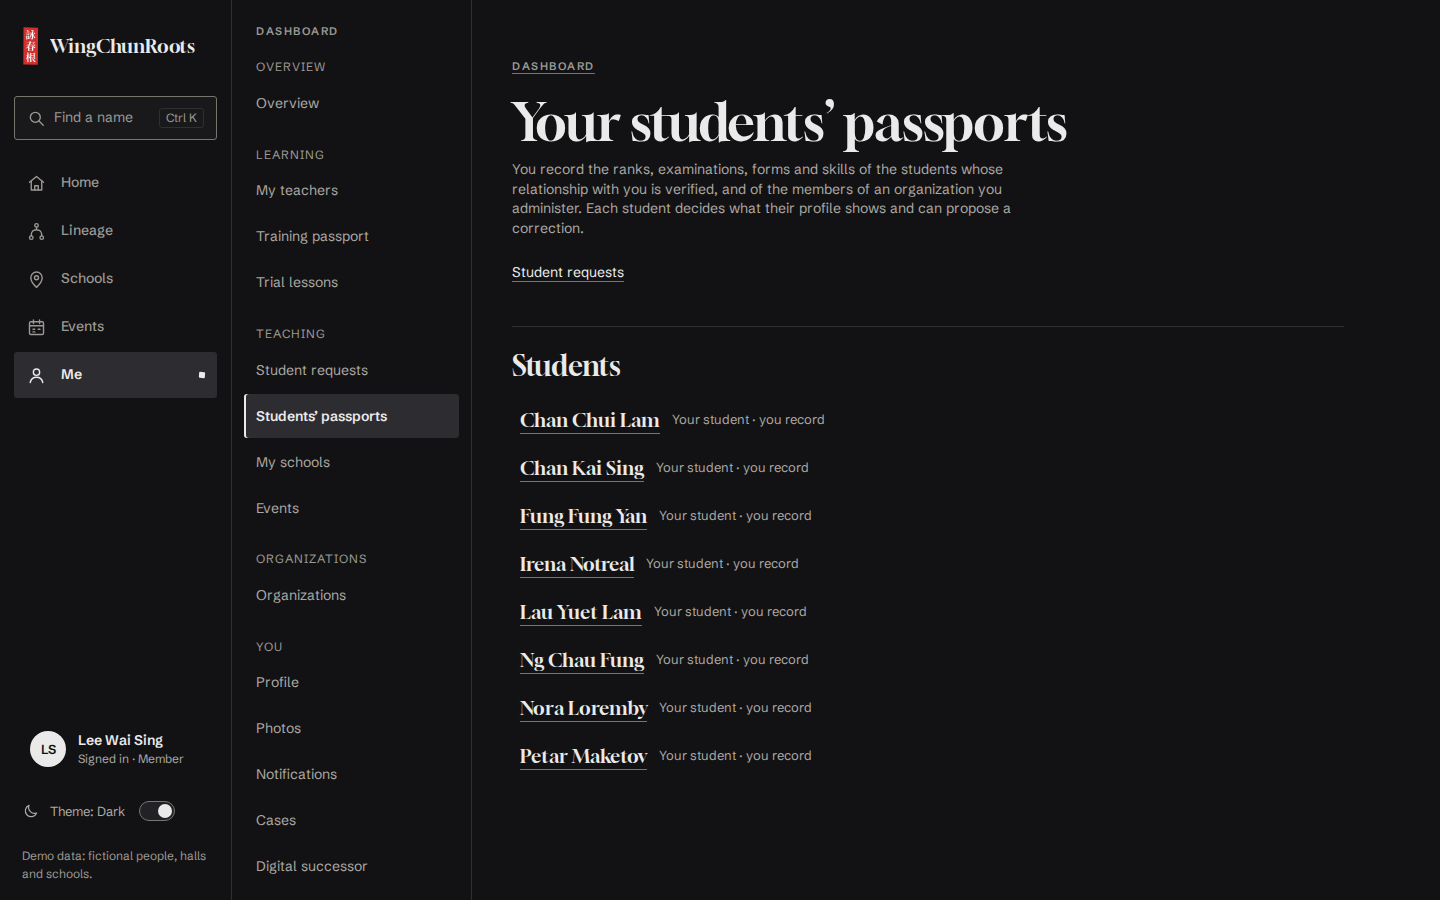 詠春根
WingChunRoots
Find a name
Ctrl K
Home
Lineage
Schools
Events
Me
LS
Lee Wai Sing
Signed in · Member
Theme: Dark
Demo data: fictional people, halls
and schools.
DASHBOARD
OVERVIEW
Overview
LEARNING
My teachers
Training passport
Trial lessons
TEACHING
Student requests
Students’ passports
My schools
Events
ORGANIZATIONS
Organizations
YOU
Profile
Photos
Notifications
Cases
Digital successor
DASHBOARD
Your students’ passports
You record the ranks, examinations, forms and skills of the students whose
relationship with you is verified, and of the members of an organization you
administer. Each student decides what their profile shows and can propose a
correction.
Student requests
Students
Chan Chui Lam Your student · you record
Chan Kai Sing Your student · you record
Fung Fung Yan Your student · you record
Irena Notreal Your student · you record
Lau Yuet Lam Your student · you record
Ng Chau Fung Your student · you record
Nora Loremby Your student · you record
Petar Maketov Your student · you record